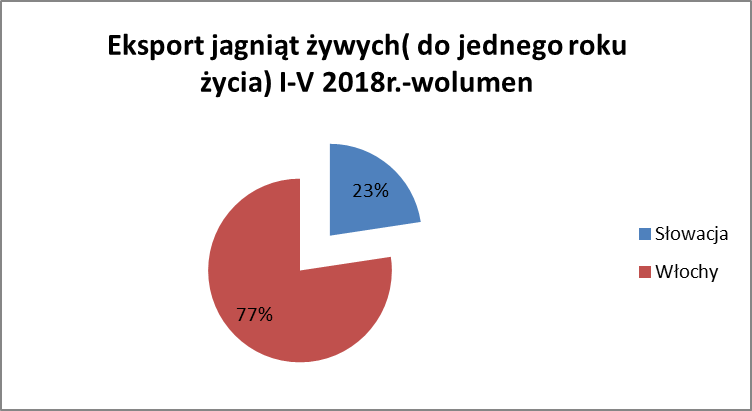 Eksport jagniąt żywych( do jednego roku
życia) I-V 2018r.-wolumen
23%
77%
Słowacja
Włochy